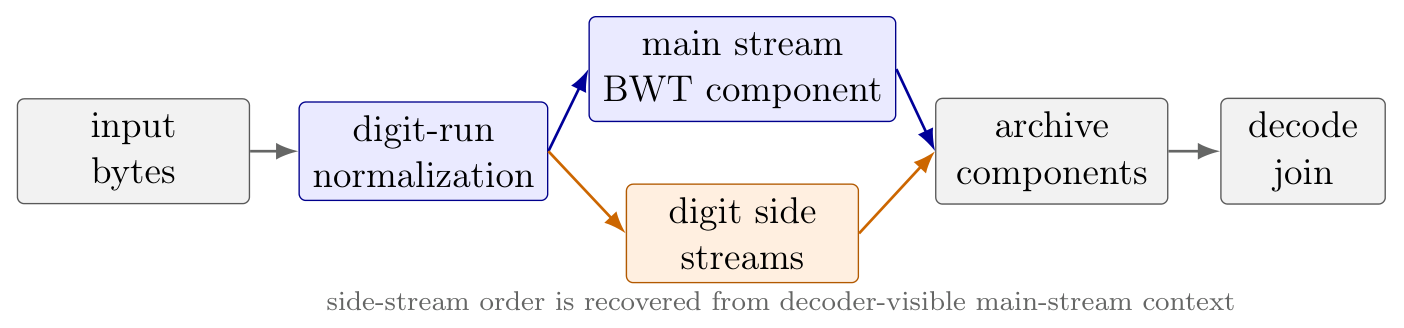 input
bytes
digit-run
normalization
main stream
BWT component
digit side
streams
archive
components
decode
join
side-stream order is recovered from decoder-visible main-stream context